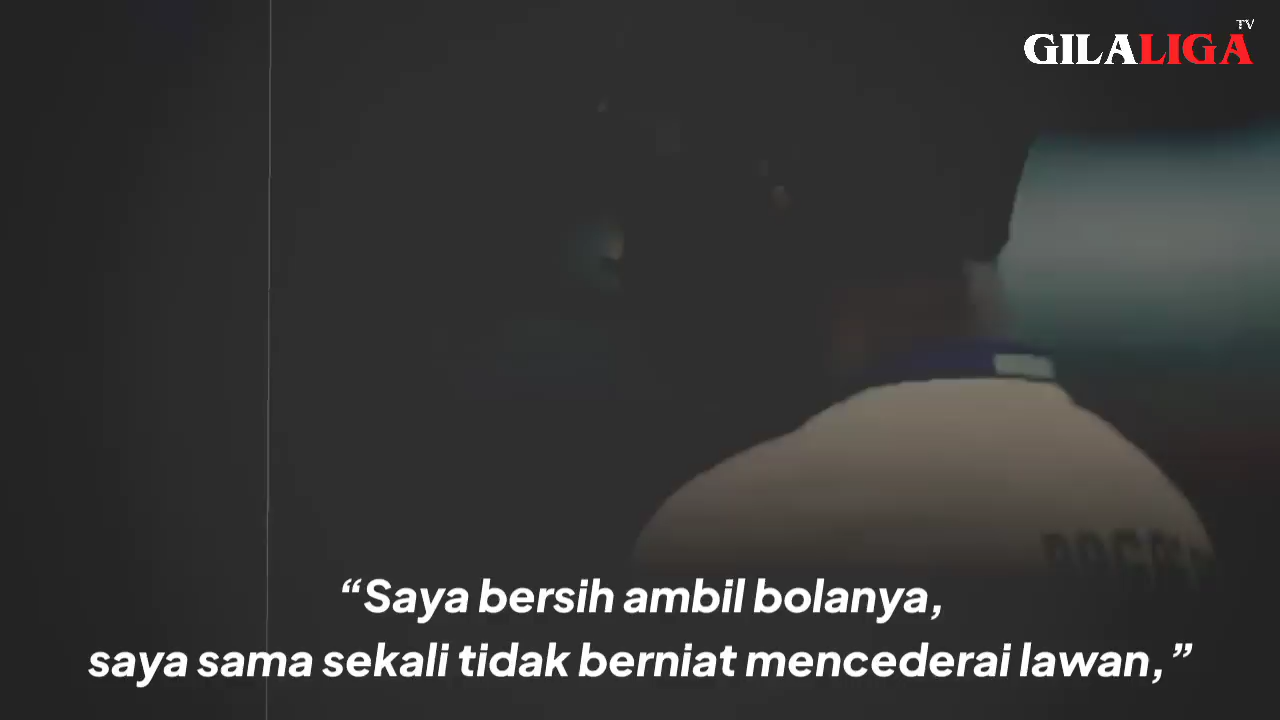 TV
GILALIGA
“Saya bersih ambil bolanya,
saya sama sekali tidak berniat mencederai lawan,”